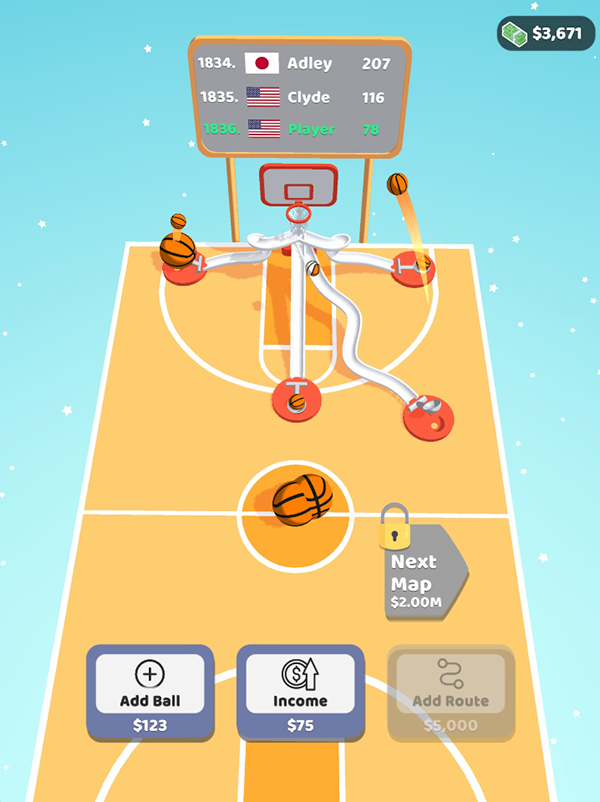 $3,671
1834. Adley 207
1835. Clyde 116
1836. Player 78
Next
Map
$2.00M
Add Ball
$123
Income
$75
Add Route
$5,000